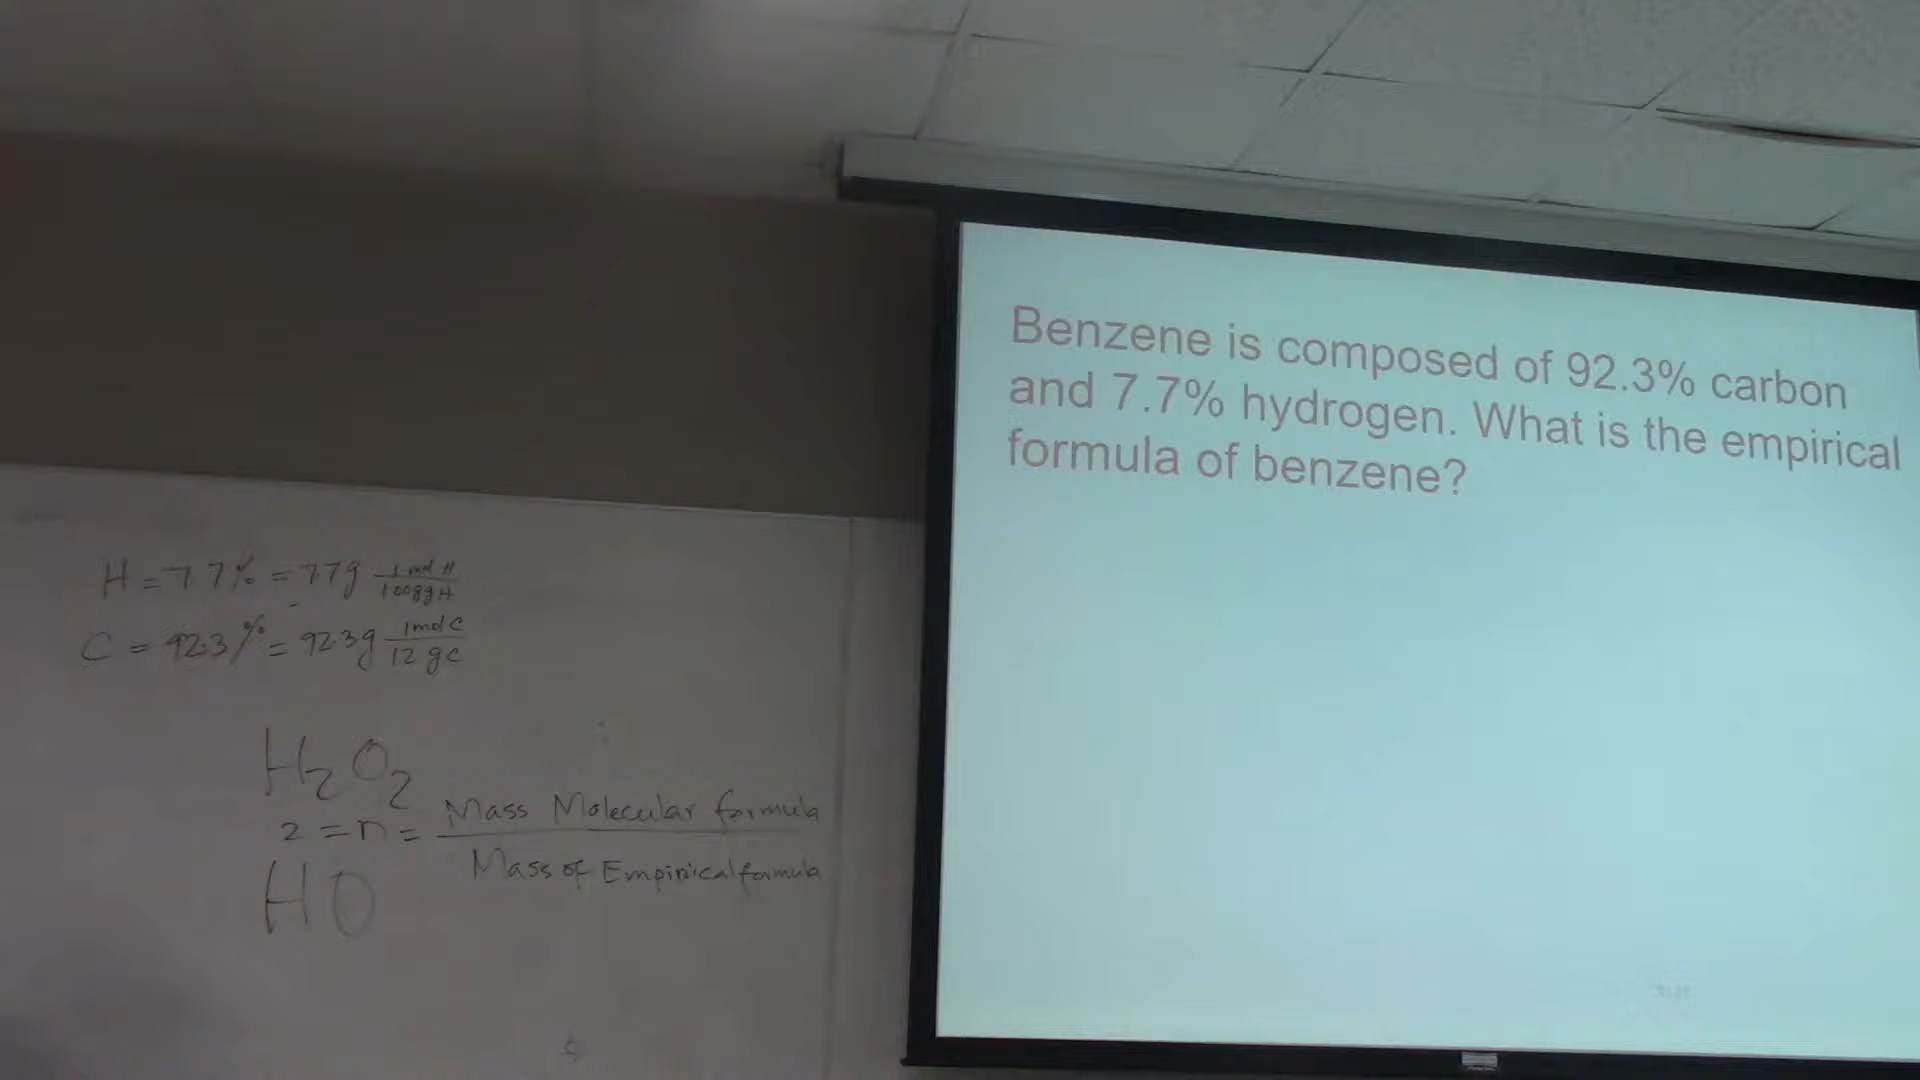 Benzene is composed of 92.3% carbon
and 7.7% hydrogen. What is the empirical
formula of benzene?
H = 7.7% = 7.7g 1 mol H / 1.008g H
C = 92.3% = 92.3g 1mol C / 12 g C
H₂O₂
2 = n = Mass Molecular formula / Mass of Empirical formula
HO